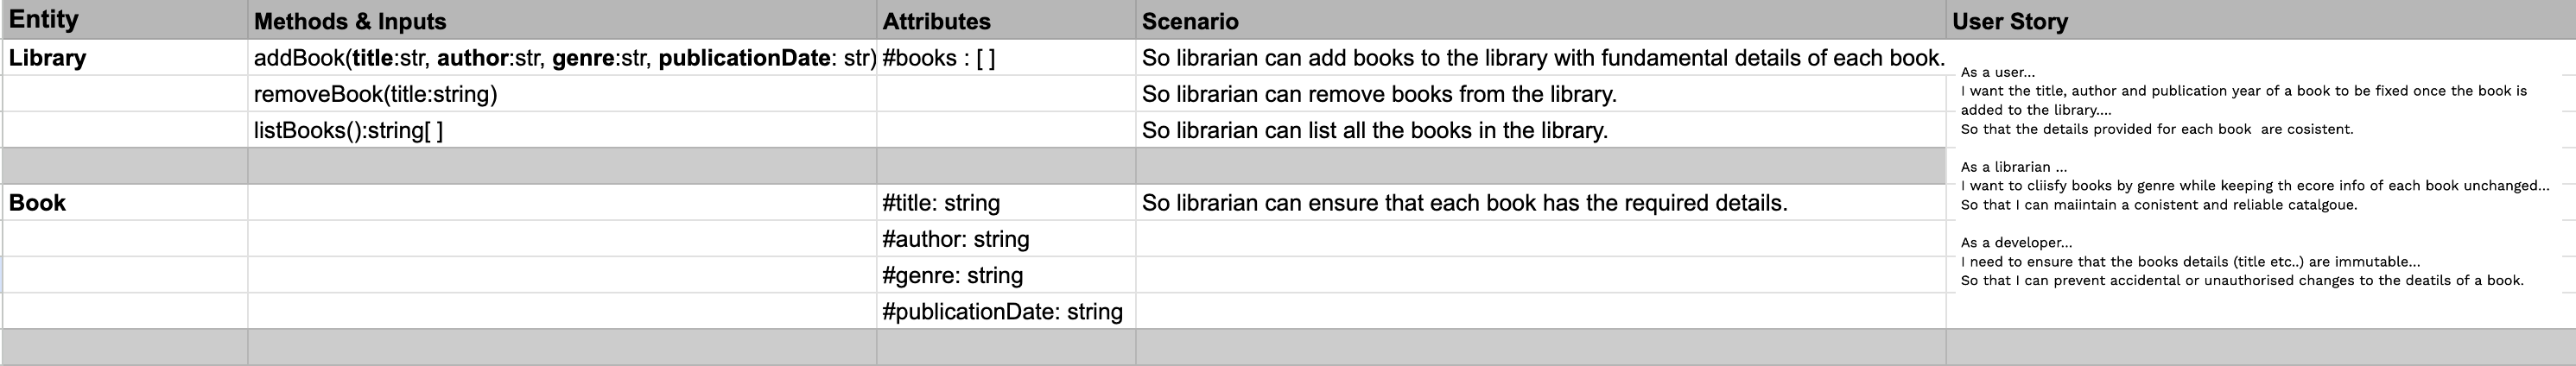 Entity Methods & Inputs Attributes Scenario User Story
Library addBook(title:str, author:str, genre:str, publicationDate: str) #books : [ ] So librarian can add books to the library with fundamental details of each book.
removeBook(title:string) So librarian can remove books from the library.
listBooks():string[ ] So librarian can list all the books in the library.
Book #title: string So librarian can ensure that each book has the required details.
#author: string
#genre: string
#publicationDate: string
As a user...
I want the title, author and publication year of a book to be fixed once the book is
added to the library....
So that the details provided for each book are cosistent.
As a librarian ...
I want to cliisfy books by genre while keeping th ecore info of each book unchanged...
So that I can maiintain a conistent and reliable catalgoue.
As a developer...
I need to ensure that the books details (title etc..) are immutable...
So that I can prevent accidental or unauthorised changes to the deatils of a book.